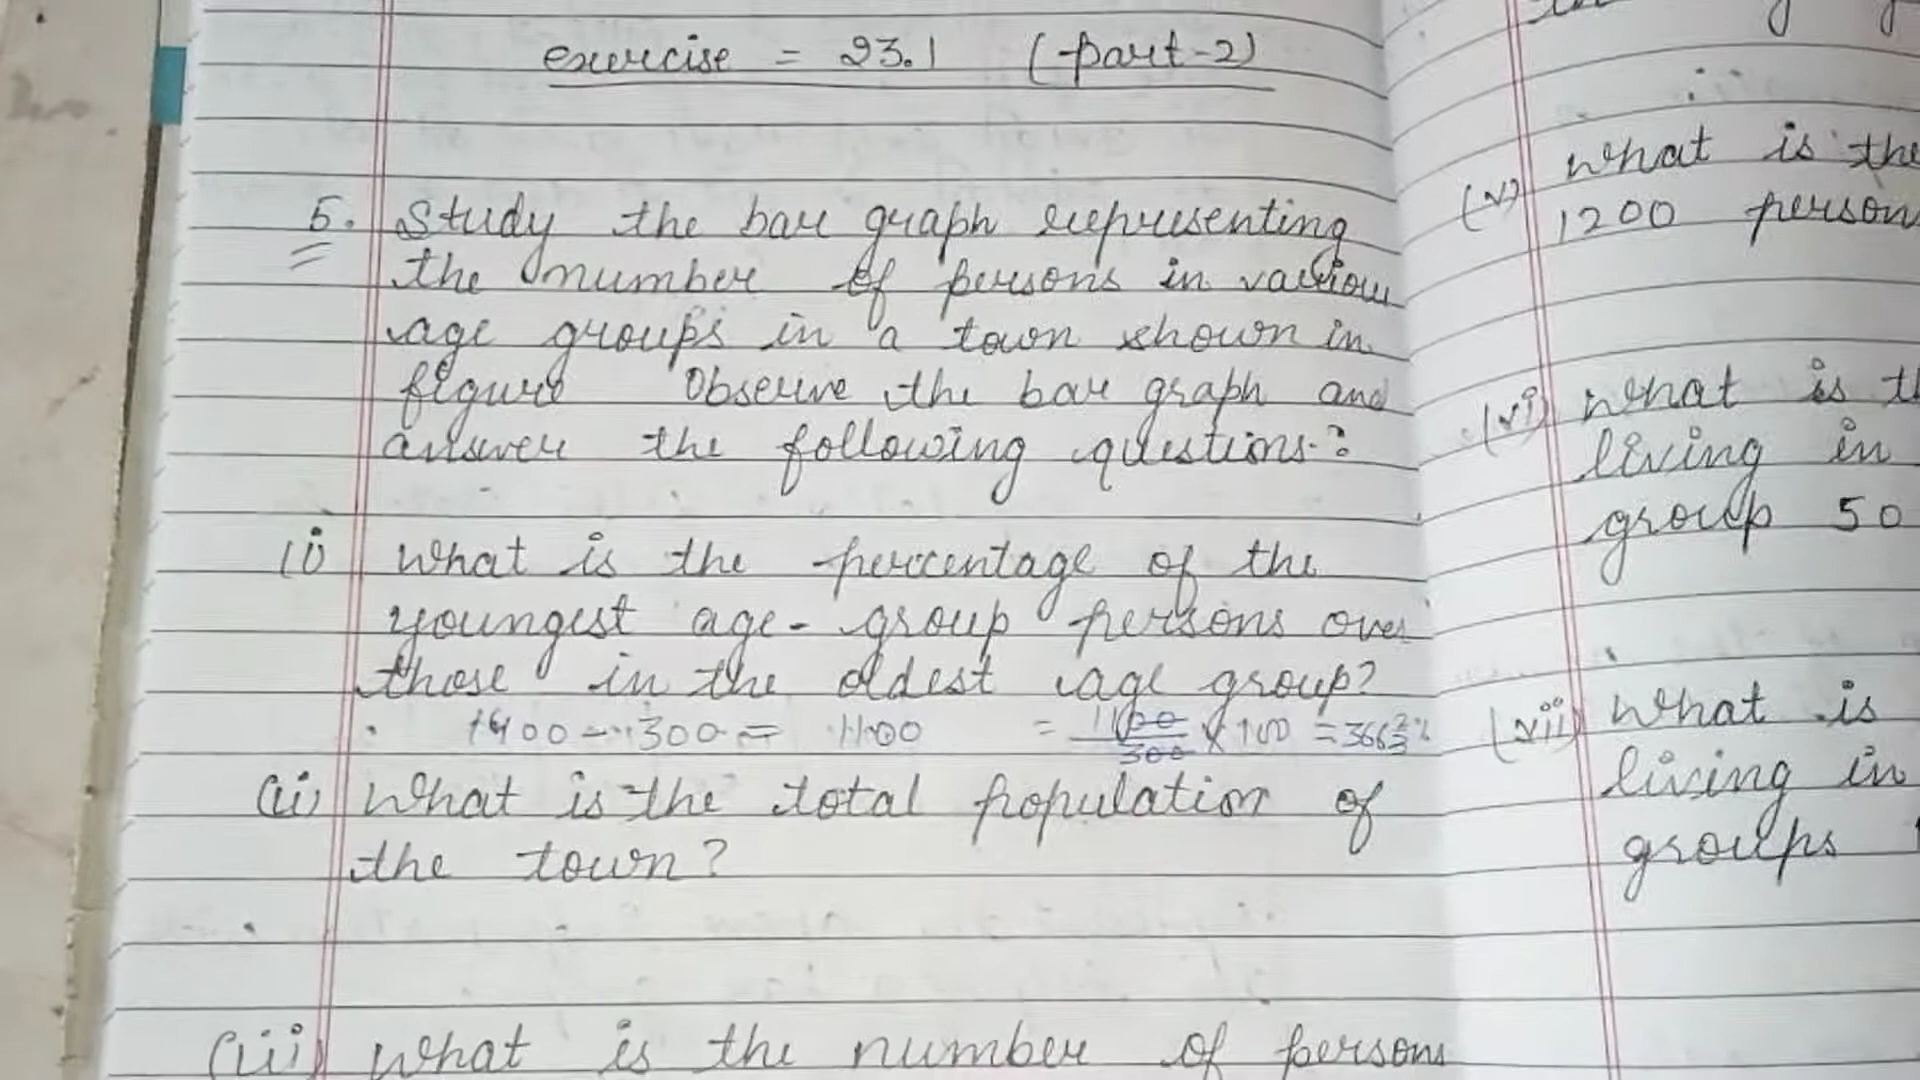 exercise = 23.1 (part-2)
5. Study the bar graph representing
the number of persons in various
age groups in a town shown in
figure Observe the bar graph and
answer the following questions:
(i) What is the percentage of the
youngest age-group persons over
those in the oldest age group?
1400 - 300 = 1100 = 1100/300 × 100 = 366 2/3 %
(ii) What is the total population of
the town?
(iii) What is the number of persons
(v) What is the
1200 person
(vi) What is th
living in
group 50
(vii) What is
living in
groups